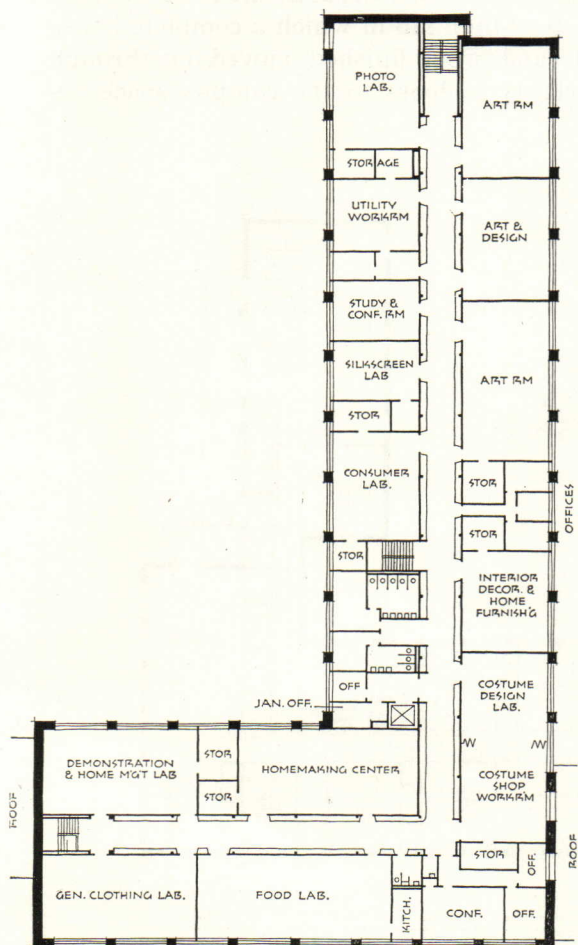 PHOTO
LAB.
ART RM
STOR AGE
UTILITY
WORKRM
ART &
DESIGN
STUDY &
CONF. RM
SILKSCREEN
LAB
ART RM
STOR
CONSUMER
LAB.
STOR
OFFICES
STOR
STOR
INTERIOR
DECOR. &
HOME
FURNISH'G
OFF
COSTUME
DESIGN
LAB.
JAN. OFF.
DEMONSTRATION
& HOME M'GT LAB
STOR
STOR
HOMEMAKING CENTER
COSTUME
SHOP
WORKRM
ROOF
ROOF
STOR
OFF.
GEN. CLOTHING LAB.
FOOD LAB.
KITCH.
CONF.
OFF.